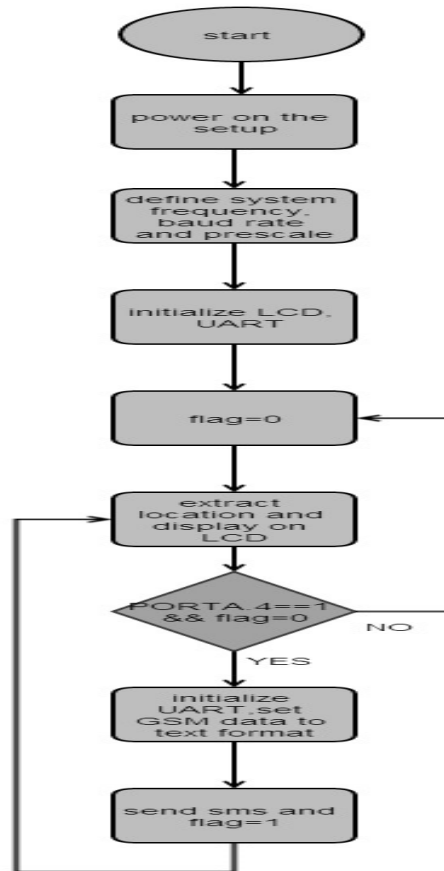 start
power on the
setup
define system
frequency,
baud rate
and prescale
initialize LCD,
UART
flag=0
extract
location and
display on
LCD
PORTA.4==1
&& flag=0
NO
YES
initialize
UART,set
GSM data to
text format
send sms and
flag=1